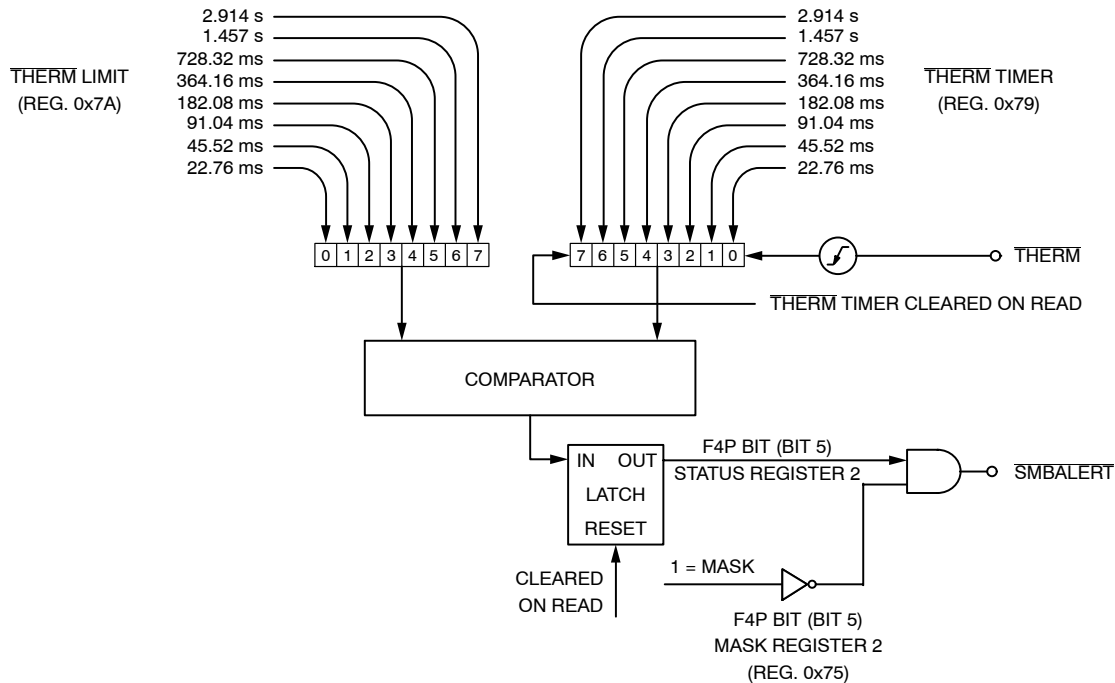 2.914 s
1.457 s
728.32 ms
364.16 ms
182.08 ms
91.04 ms
45.52 ms
22.76 ms
THERM LIMIT
(REG. 0x7A)
2.914 s
1.457 s
728.32 ms
364.16 ms
182.08 ms
91.04 ms
45.52 ms
22.76 ms
THERM TIMER
(REG. 0x79)
0 1 2 3 4 5 6 7
7 6 5 4 3 2 1 0
THERM
THERM TIMER CLEARED ON READ
COMPARATOR
IN OUT
LATCH
RESET
F4P BIT (BIT 5)
STATUS REGISTER 2
SMBALERT
CLEARED
ON READ
1 = MASK
F4P BIT (BIT 5)
MASK REGISTER 2
(REG. 0x75)